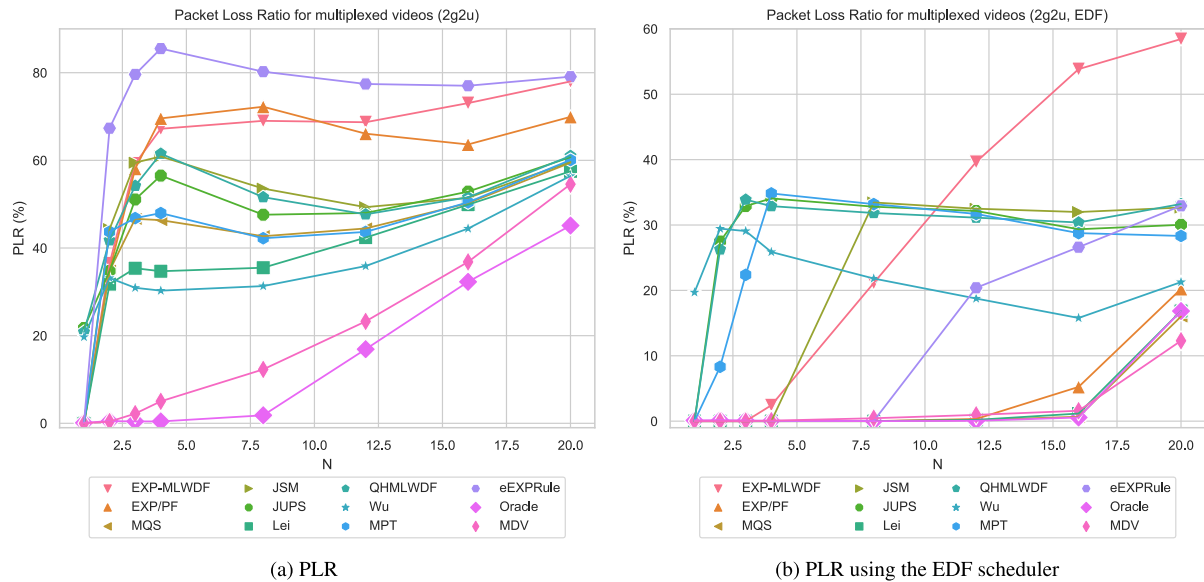 Packet Loss Ratio for multiplexed videos (2g2u)
PLR (%)
80
60
40
20
0
2.5 5.0 7.5 10.0 12.5 15.0 17.5 20.0
N
EXP-MLWDF JSM QHMLWDF eEXPRule
EXP/PF JUPS Wu Oracle
MQS Lei MPT MDV
(a) PLR
Packet Loss Ratio for multiplexed videos (2g2u, EDF)
PLR (%)
60
50
40
30
20
10
0
2.5 5.0 7.5 10.0 12.5 15.0 17.5 20.0
N
EXP-MLWDF JSM QHMLWDF eEXPRule
EXP/PF JUPS Wu Oracle
MQS Lei MPT MDV
(b) PLR using the EDF scheduler